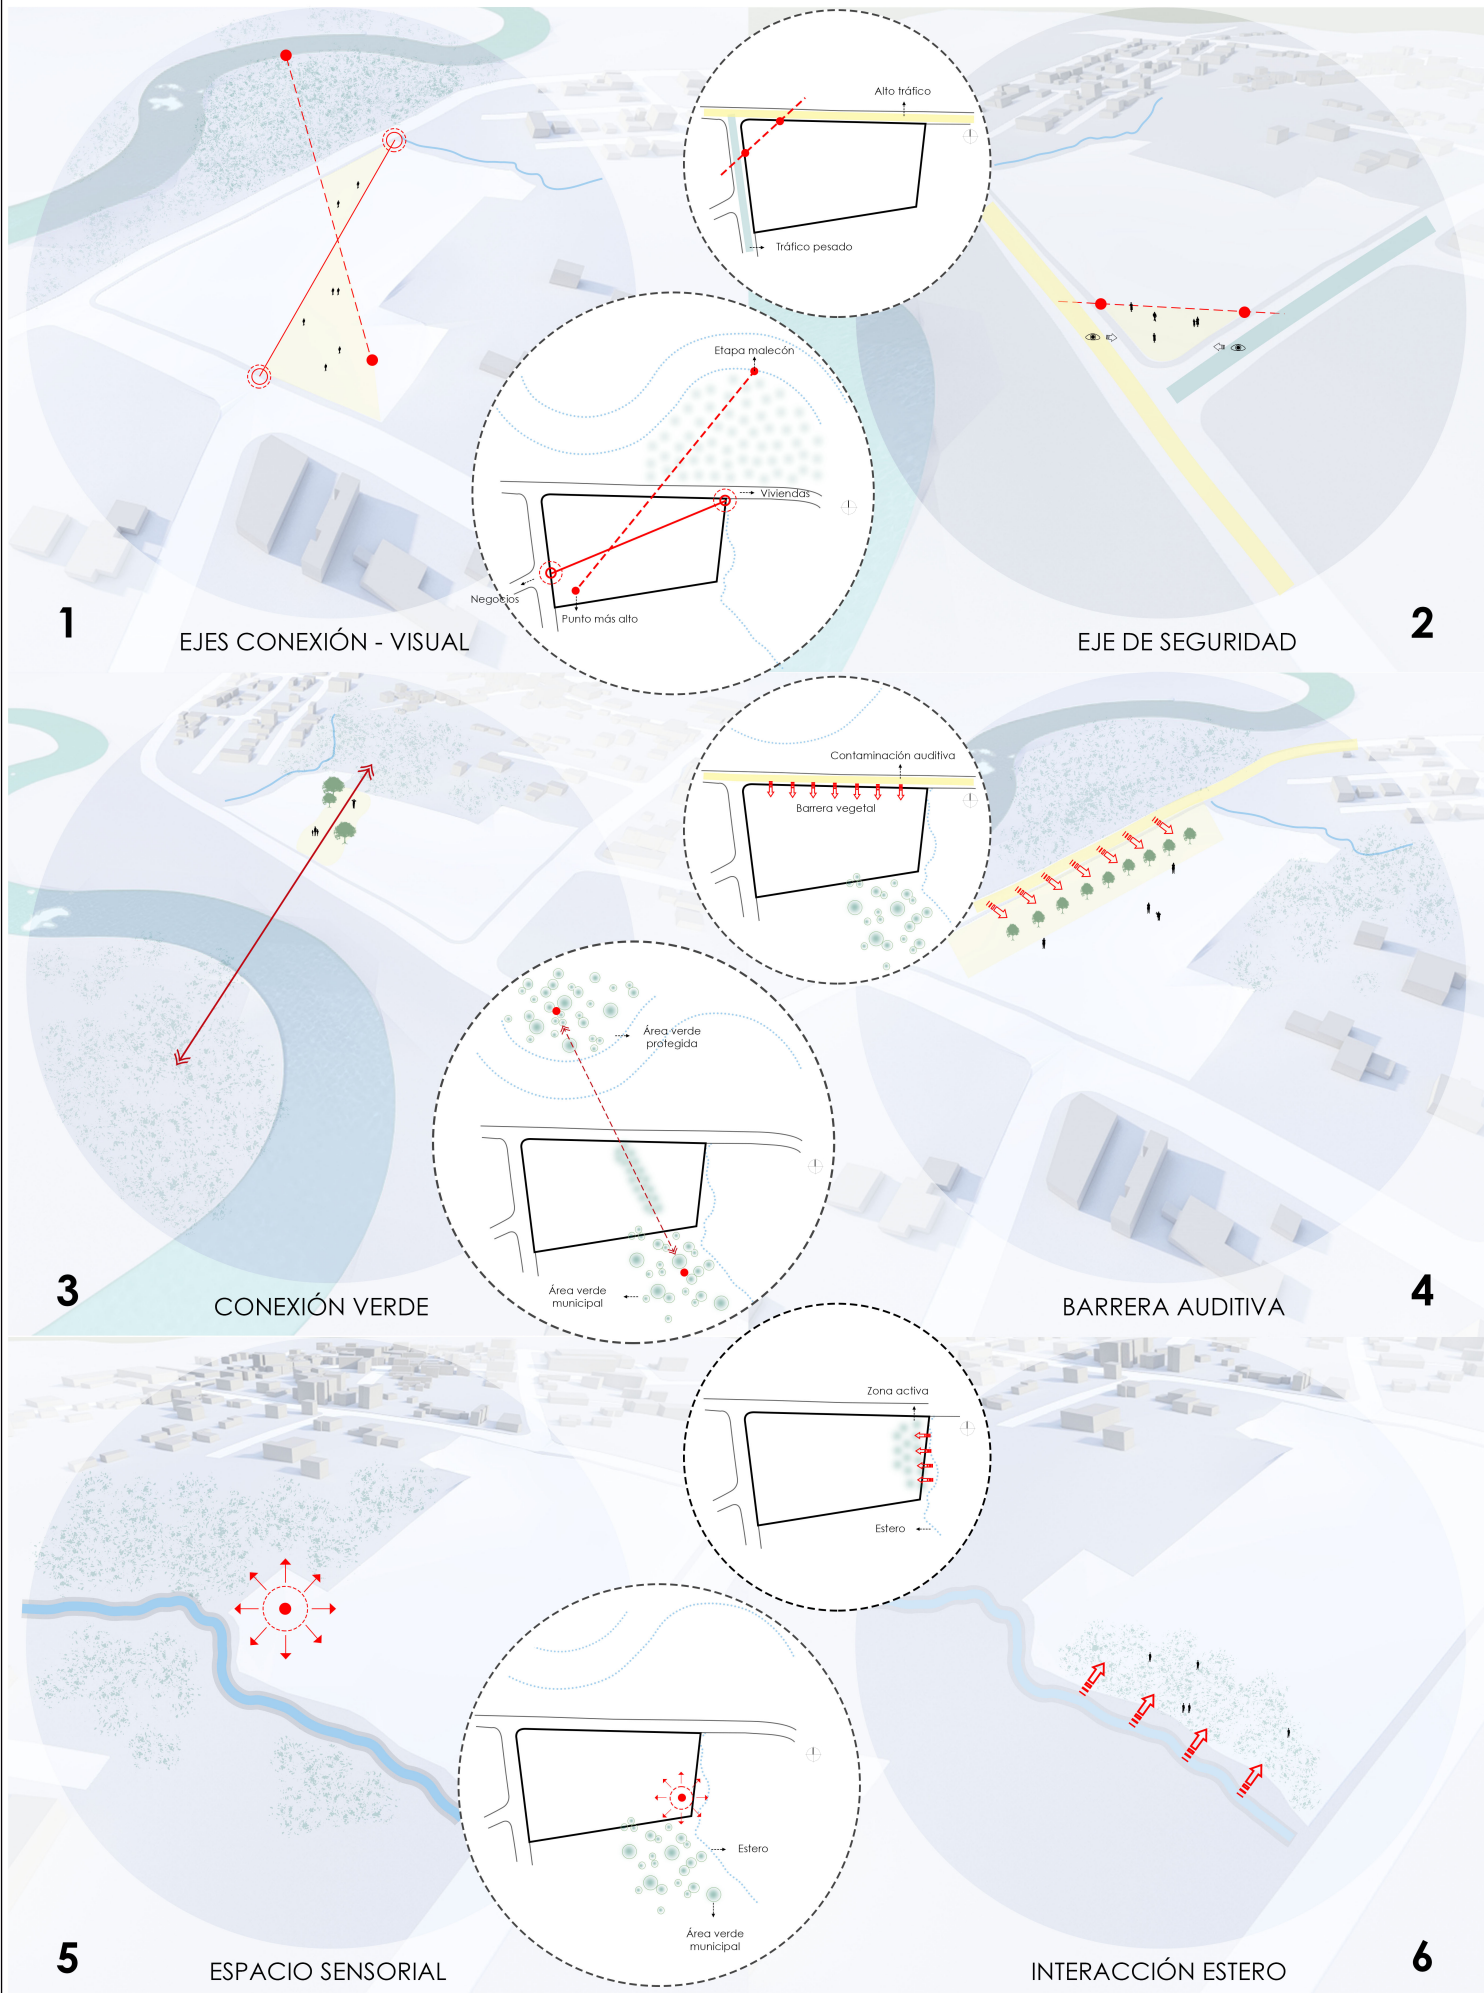 Alto tráfico
Tráfico pesado
Etapa malecón
Viviendas
Negocios
Punto más alto
1
EJES CONEXIÓN - VISUAL
EJE DE SEGURIDAD
2
Contaminación auditiva
Barrera vegetal
Área verde
protegida
Área verde
municipal
3
CONEXIÓN VERDE
BARRERA AUDITIVA
4
Zona activa
Estero
Estero
Área verde
municipal
5
ESPACIO SENSORIAL
INTERACCIÓN ESTERO
6